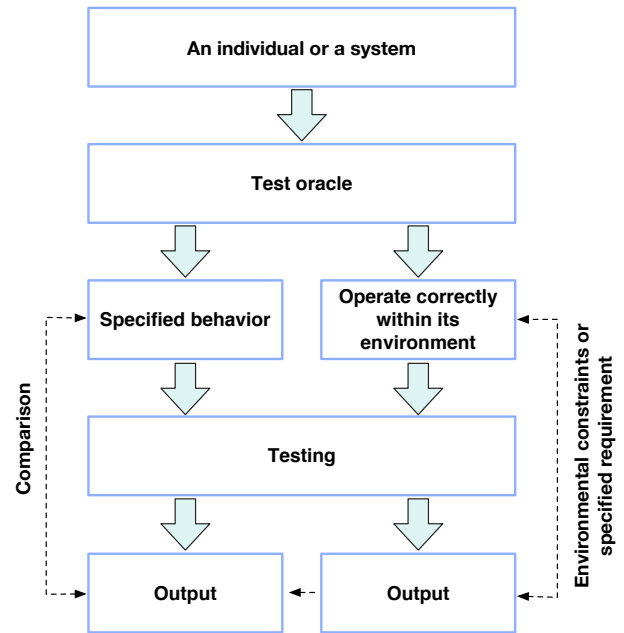 An individual or a system
Test oracle
Specified behavior
Operate correctly
within its
environment
Testing
Output
Output
Comparison
Environmental constraints or
specified requirement